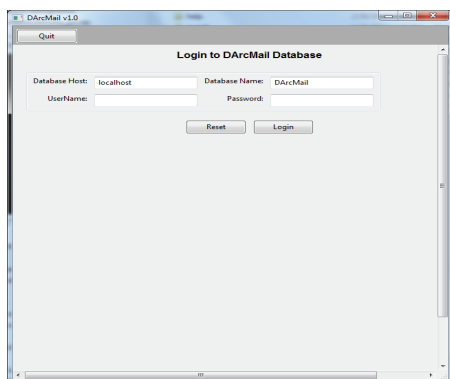 DArcMail v1.0
Quit
Login to DArcMail Database
Database Host: localhost Database Name: DArcMail
UserName: Password:
Reset Login